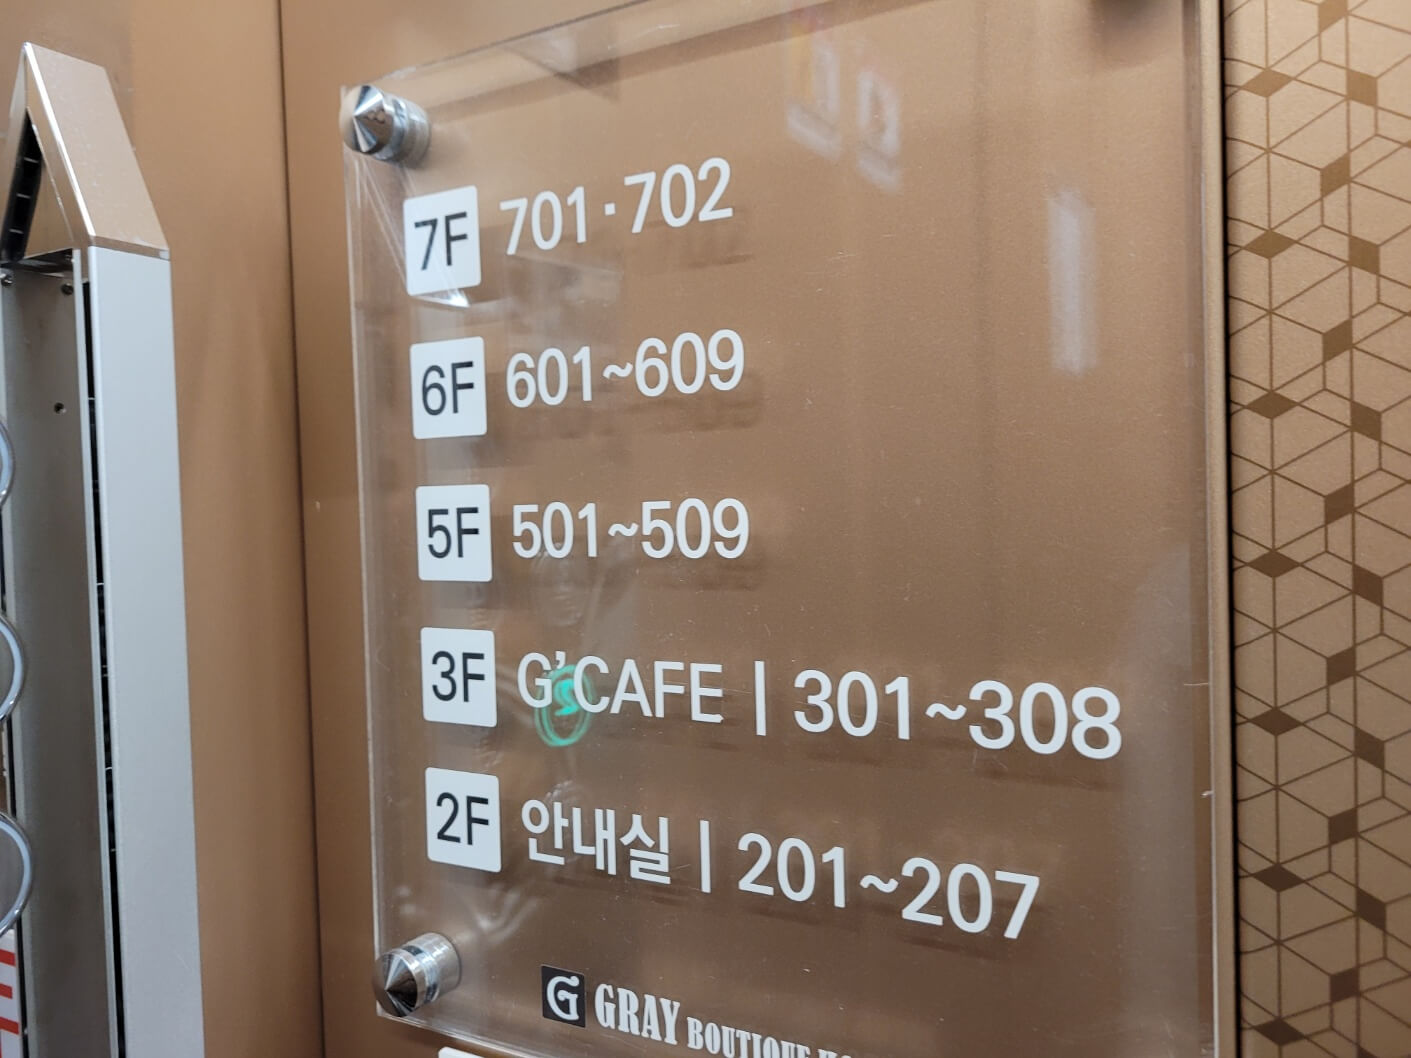 7F 701·702
6F 601~609
5F 501~509
3F G'CAFE | 301~308
2F 안내실 | 201~207
G GRAY BOUTIQUE